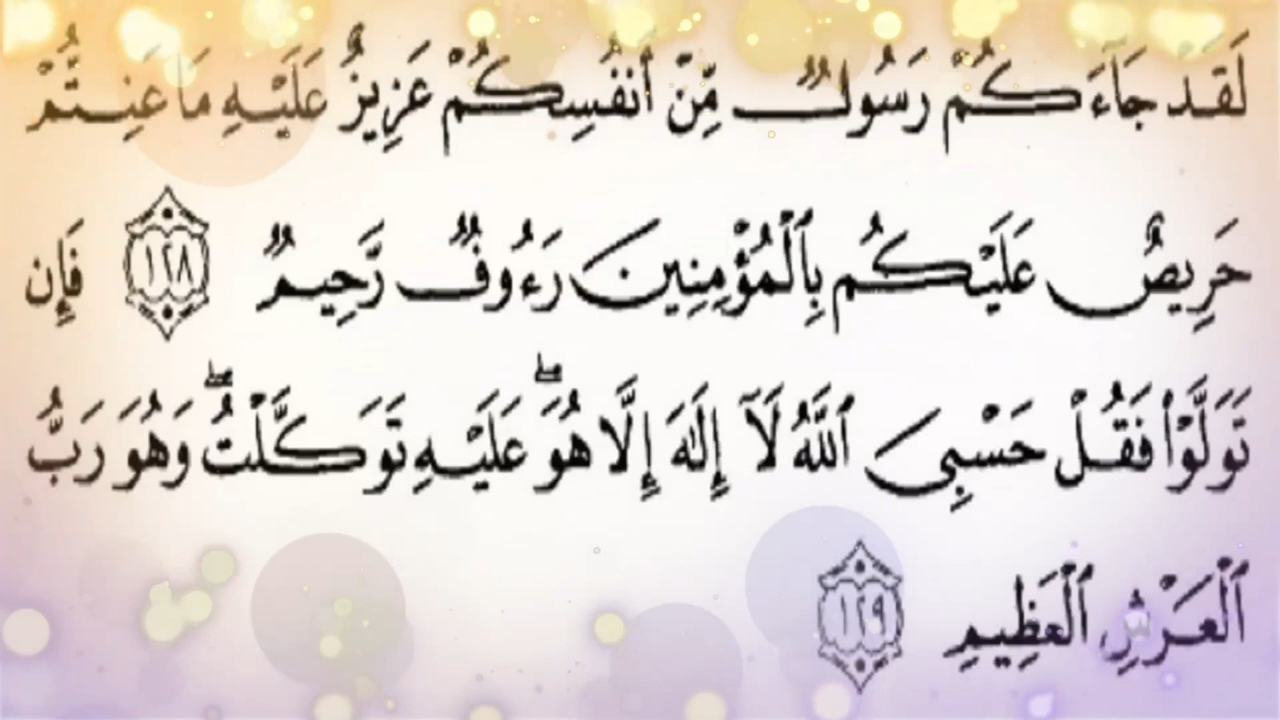 لَقَدْ جَآءَكُمْ رَسُولٌ مِّنْ أَنفُسِكُمْ عَزِيزٌ عَلَيْهِ مَا عَنِتُّمْ
حَرِيصٌ عَلَيْكُم بِٱلْمُؤْمِنِينَ رَءُوفٌ رَّحِيمٌ ١٢٨ فَإِن
تَوَلَّوْا۟ فَقُلْ حَسْبِىَ ٱللَّهُ لَآ إِلَٰهَ إِلَّا هُوَ ۖ عَلَيْهِ تَوَكَّلْتُ ۖ وَهُوَ رَبُّ
ٱلْعَرْشِ ٱلْعَظِيمِ ١٢٩